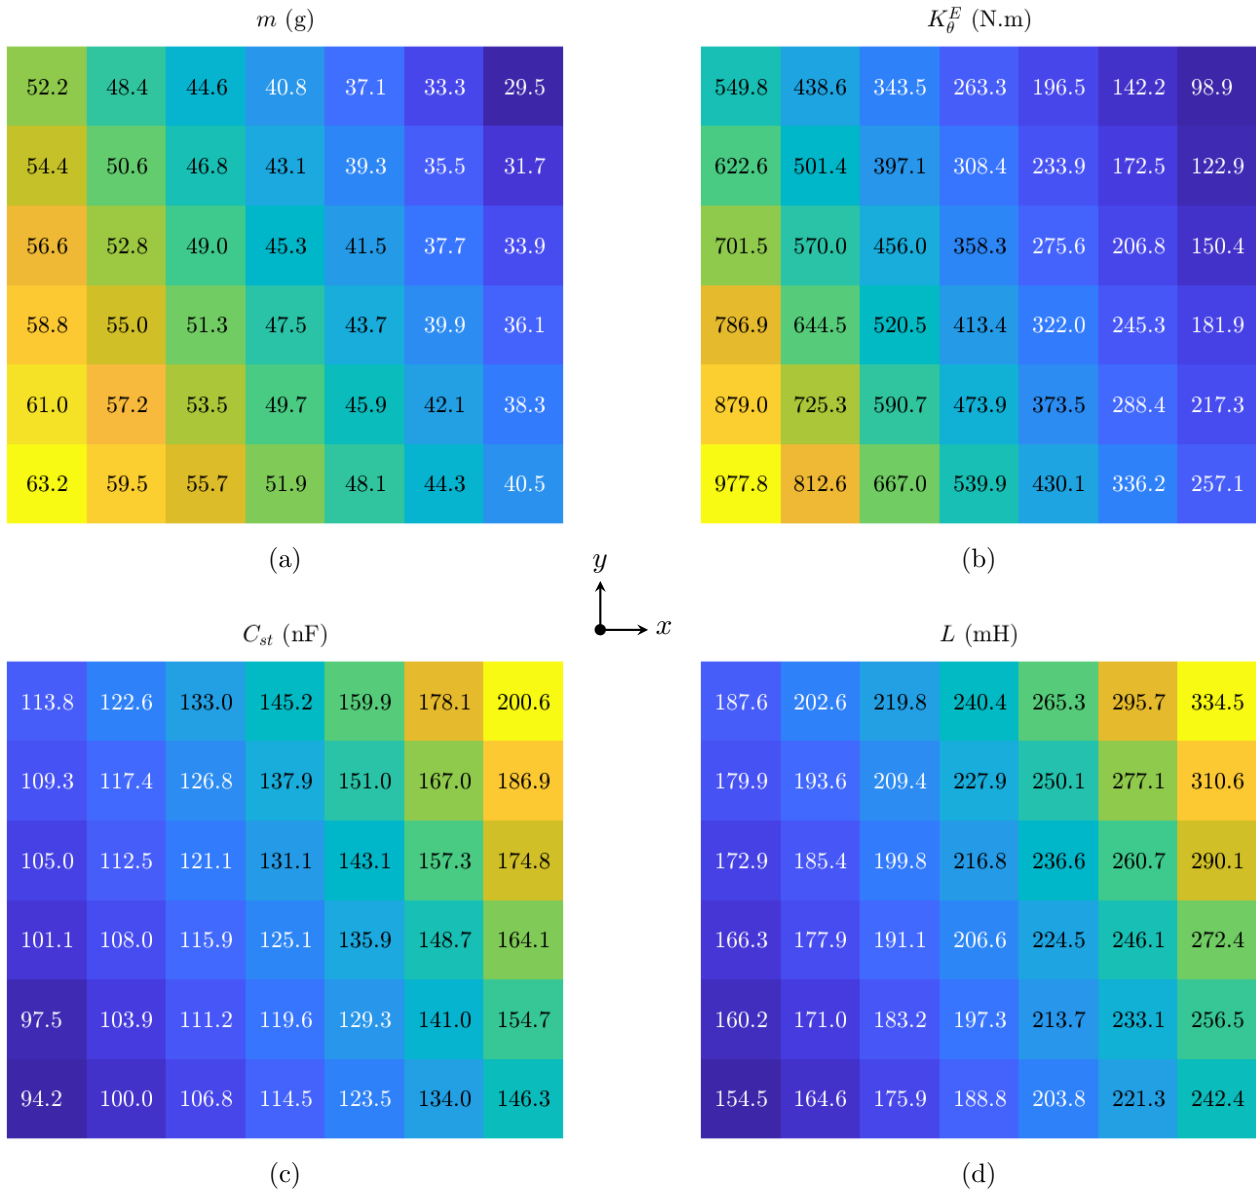 m (g)
52.2 48.4 44.6 40.8 37.1 33.3 29.5
54.4 50.6 46.8 43.1 39.3 35.5 31.7
56.6 52.8 49.0 45.3 41.5 37.7 33.9
58.8 55.0 51.3 47.5 43.7 39.9 36.1
61.0 57.2 53.5 49.7 45.9 42.1 38.3
63.2 59.5 55.7 51.9 48.1 44.3 40.5
(a)
K_θ^E (N.m)
549.8 438.6 343.5 263.3 196.5 142.2 98.9
622.6 501.4 397.1 308.4 233.9 172.5 122.9
701.5 570.0 456.0 358.3 275.6 206.8 150.4
786.9 644.5 520.5 413.4 322.0 245.3 181.9
879.0 725.3 590.7 473.9 373.5 288.4 217.3
977.8 812.6 667.0 539.9 430.1 336.2 257.1
(b)
y
x
C_st (nF)
113.8 122.6 133.0 145.2 159.9 178.1 200.6
109.3 117.4 126.8 137.9 151.0 167.0 186.9
105.0 112.5 121.1 131.1 143.1 157.3 174.8
101.1 108.0 115.9 125.1 135.9 148.7 164.1
97.5 103.9 111.2 119.6 129.3 141.0 154.7
94.2 100.0 106.8 114.5 123.5 134.0 146.3
(c)
L (mH)
187.6 202.6 219.8 240.4 265.3 295.7 334.5
179.9 193.6 209.4 227.9 250.1 277.1 310.6
172.9 185.4 199.8 216.8 236.6 260.7 290.1
166.3 177.9 191.1 206.6 224.5 246.1 272.4
160.2 171.0 183.2 197.3 213.7 233.1 256.5
154.5 164.6 175.9 188.8 203.8 221.3 242.4
(d)